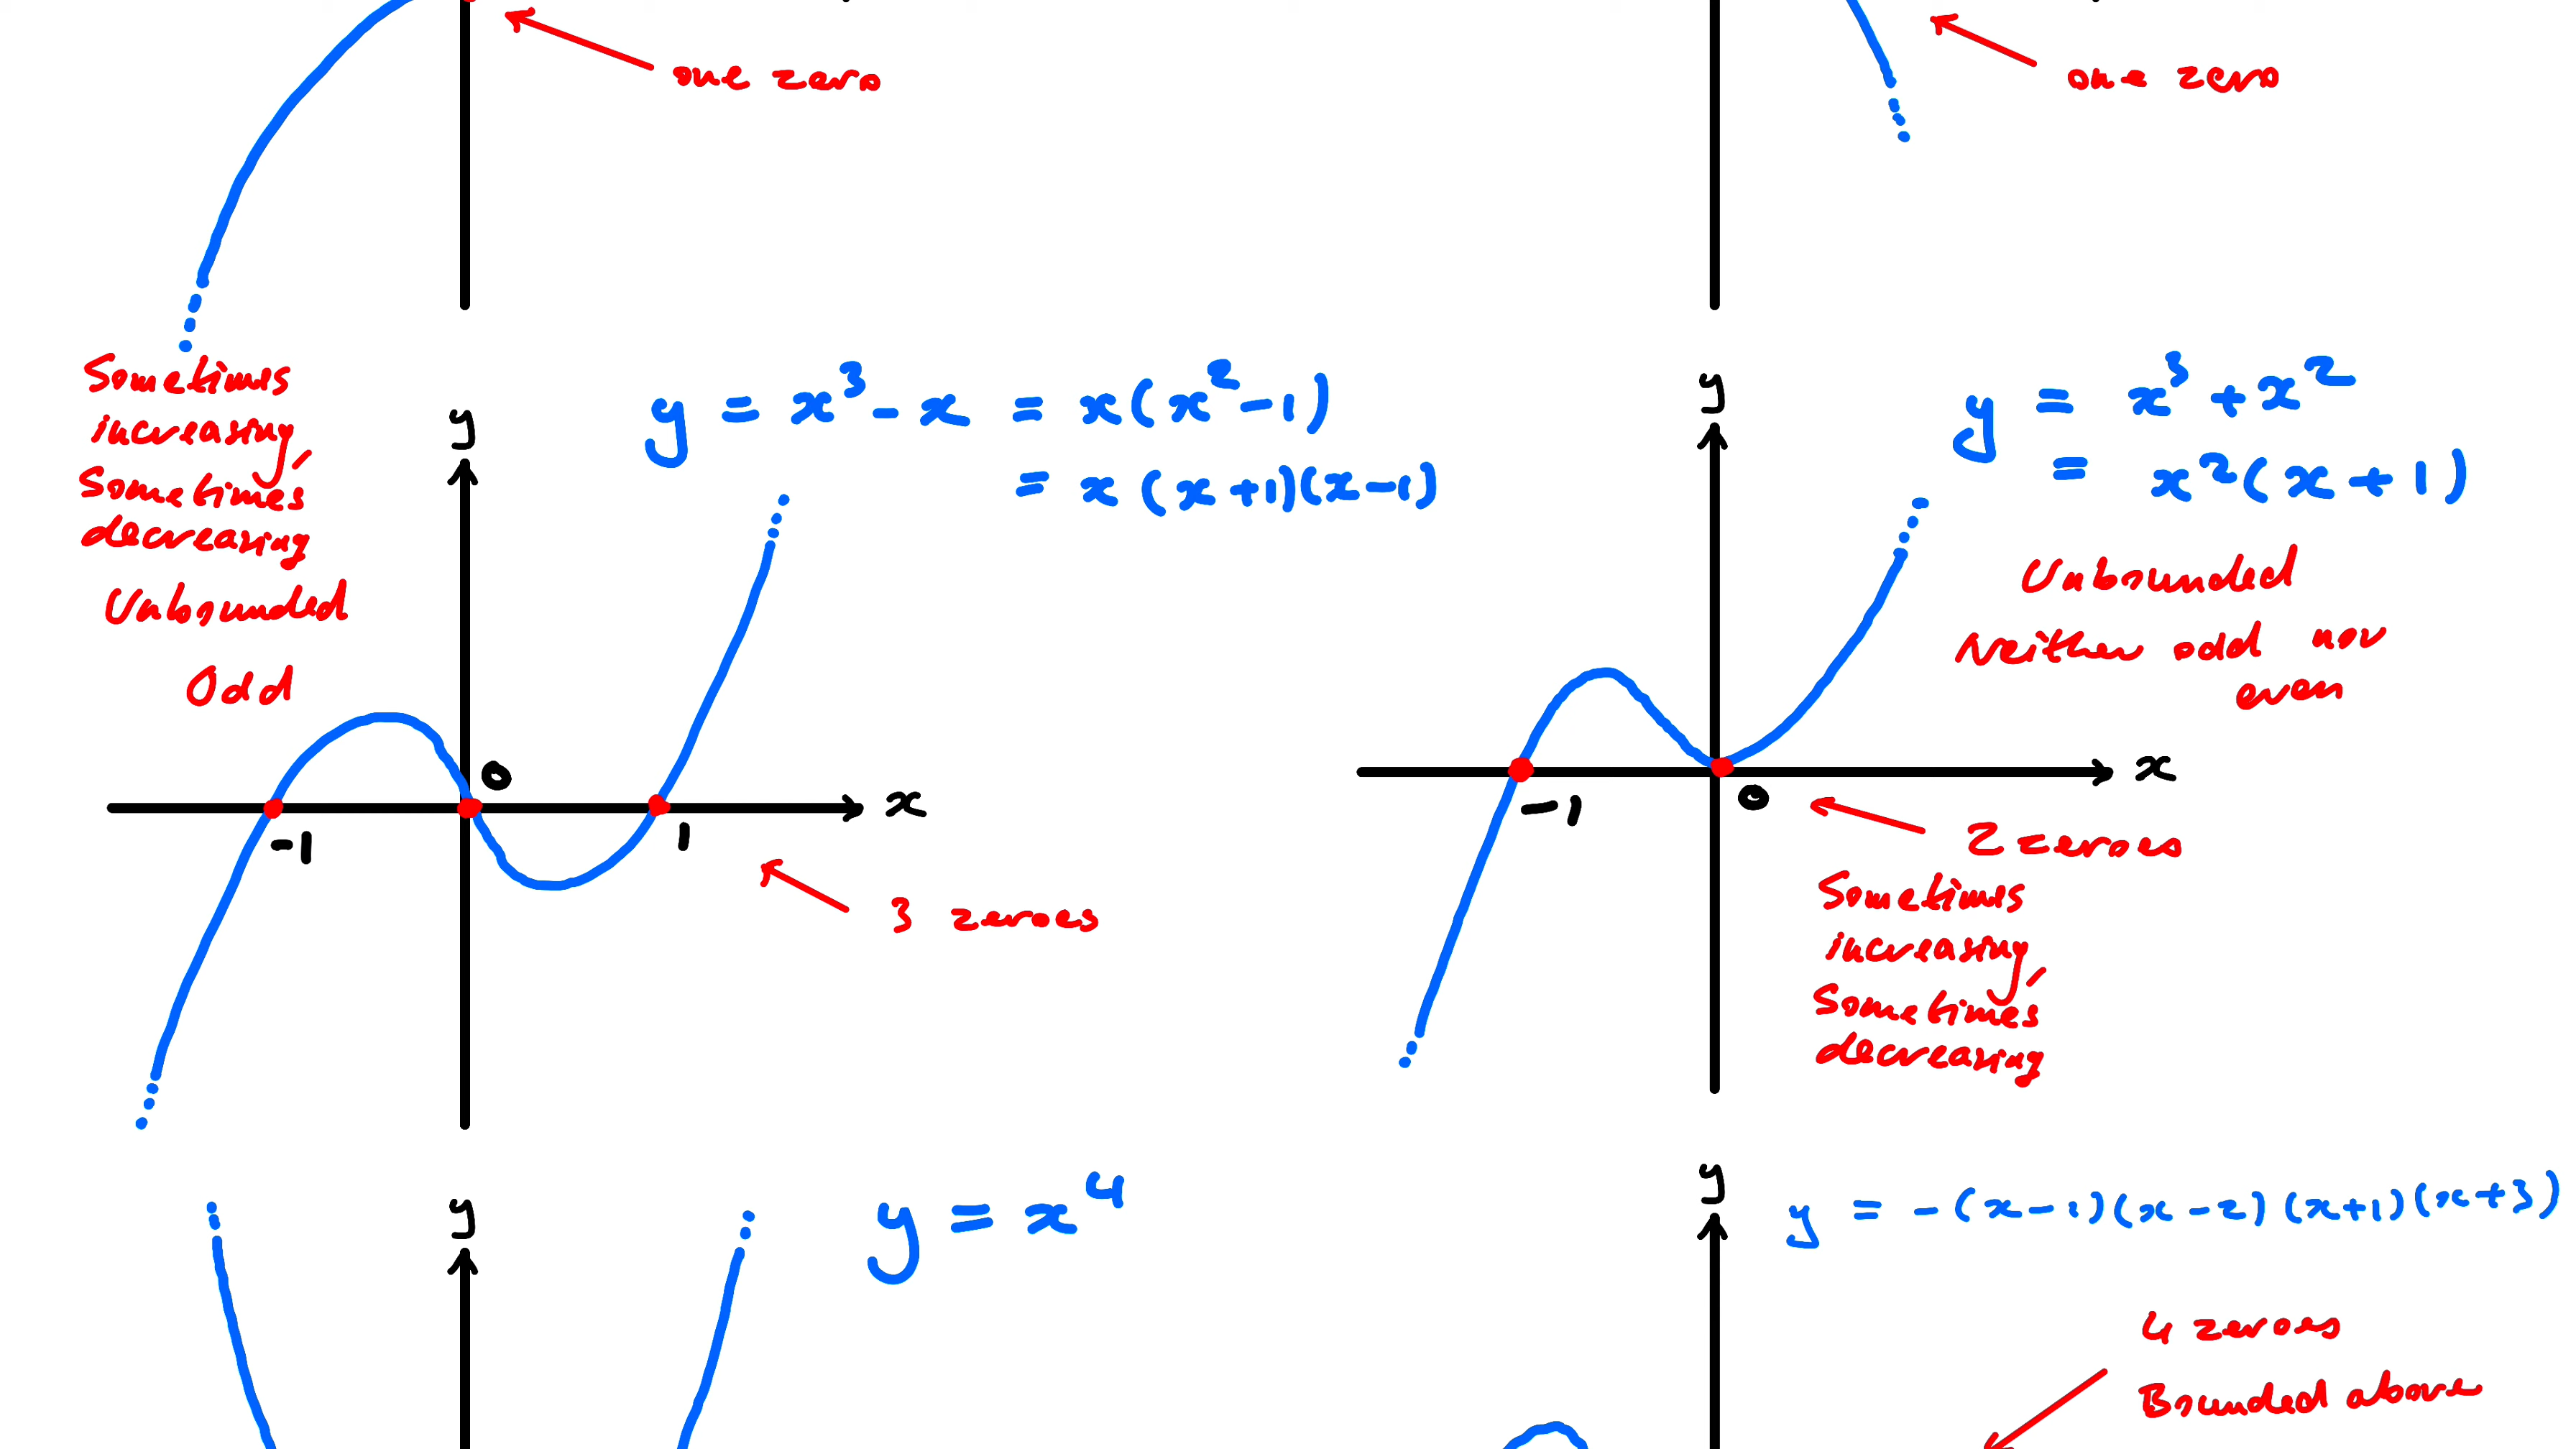 one zero
one zero
Sometimes
increasing,
Sometimes
decreasing
Unbounded
Odd
y
y = x³ - x = x(x² - 1)
= x (x + 1)(x - 1)
0
-1
1
x
3 zeroes
y
y = x³ + x²
= x²(x + 1)
Unbounded
Neither odd nor
even
x
-1
0
2 zeroes
Sometimes
increasing,
Sometimes
decreasing
y
y = x⁴
y
y = -(x-1)(x-2)(x+1)(x+3)
4 zeroes
Bounded above